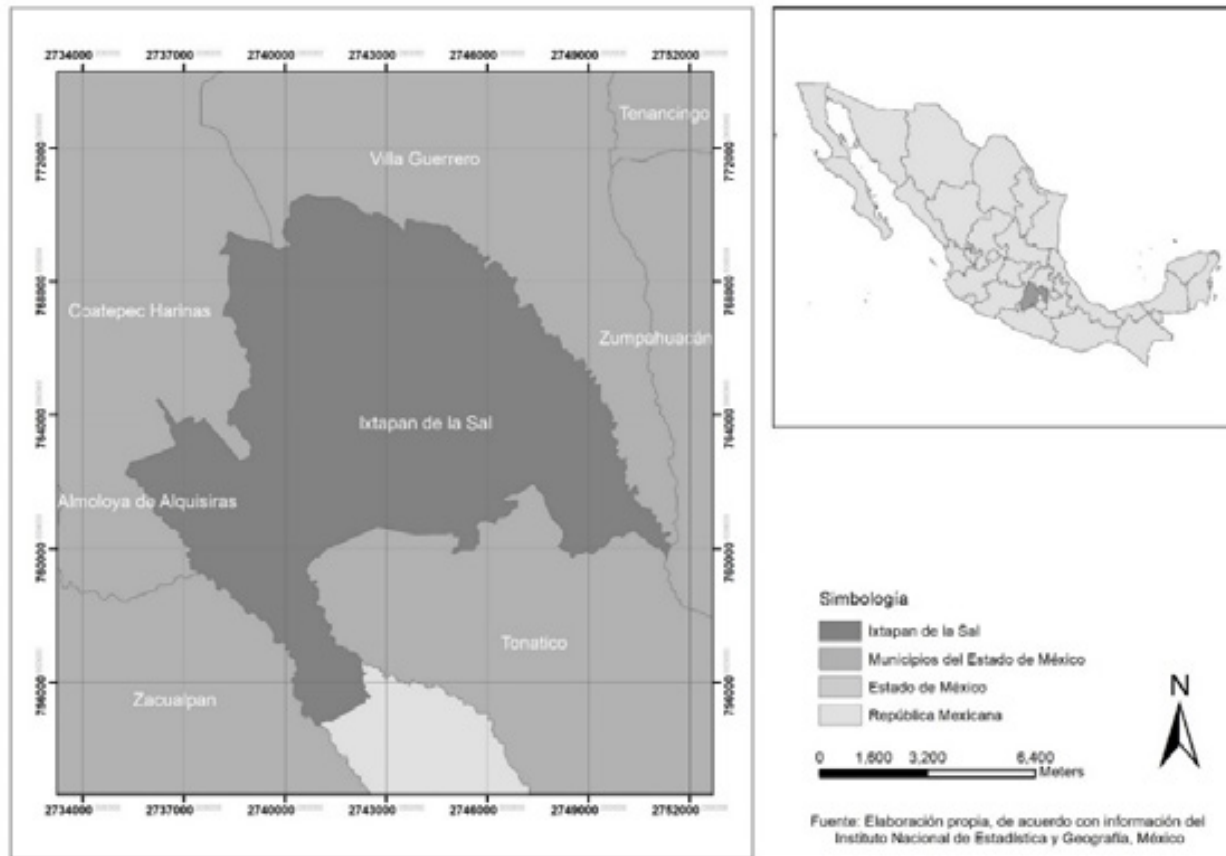 2734000 2737000 2740000 2743000 2746000 2749000 2752000
Tenancingo
Villa Guerrero
772000 772000
Coatepec Harinas
768000 768000
Zumpahuacán
Ixtapan de la Sal
764000 764000
Almoloya de Alquisiras
760000 760000
Tonatico
Zacualpan
756000 756000
2734000 2737000 2740000 2743000 2746000 2749000 2752000
Simbología
Ixtapan de la Sal
Municipios del Estado de México
Estado de México
República Mexicana
N
0 1,600 3,200 6,400
Meters
Fuente: Elaboración propia, de acuerdo con información del
Instituto Nacional de Estadística y Geografía, México